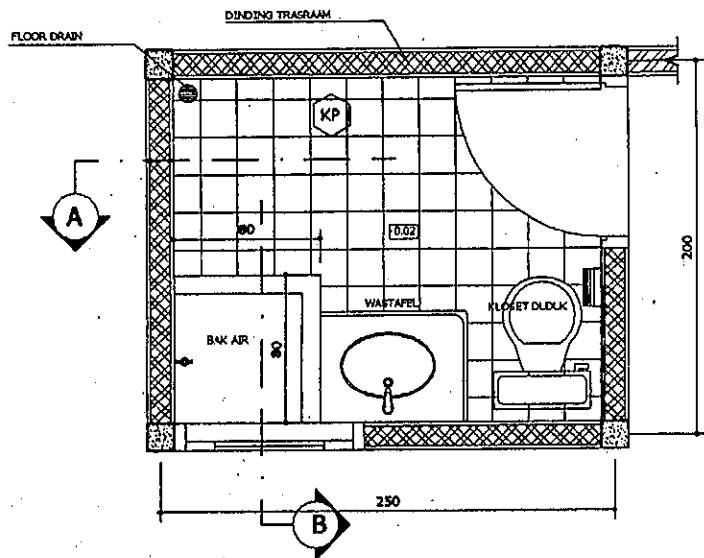 DINDING TRASRAAM
FLOOR DRAIN
KP
A
80
-0.02
200
WASTAFEL
KLOSET DUDUK
BAK AIR
80
250
B